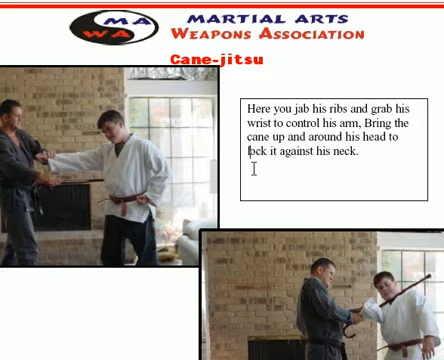 MA
WA
MARTIAL ARTS
WEAPONS ASSOCIATION
Cane-jitsu
Here you jab his ribs and grab his
wrist to control his arm, Bring the
cane up and around his head to
lock it against his neck.